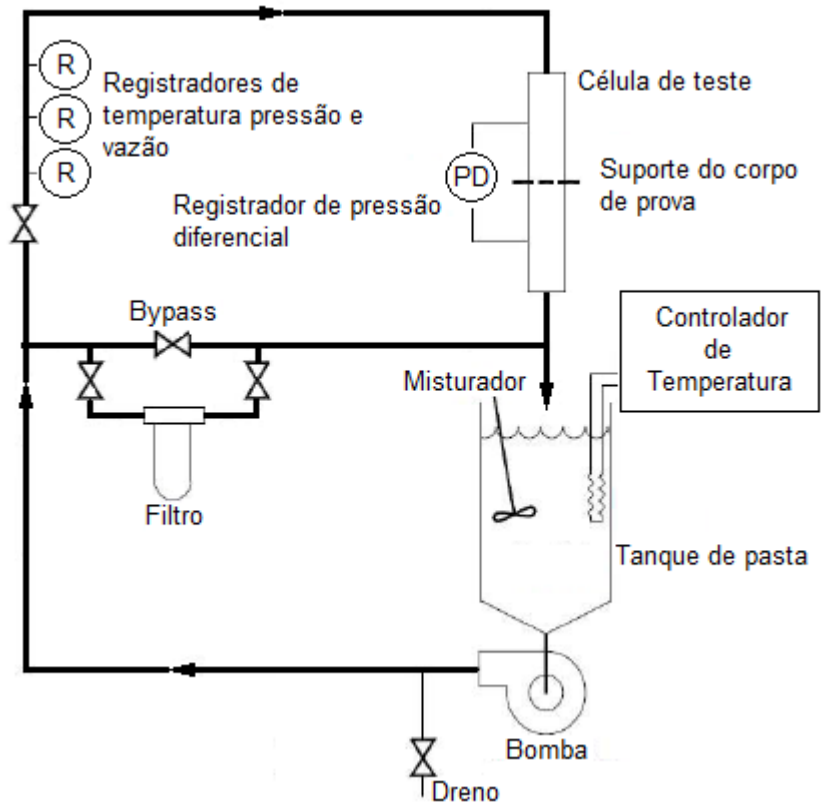 R
R
R
Registradores de
temperatura pressão e
vazão
Célula de teste
PD
Suporte do corpo
de prova
Registrador de pressão
diferencial
Bypass
Controlador
de
Temperatura
Misturador
Filtro
Tanque de pasta
Bomba
Dreno